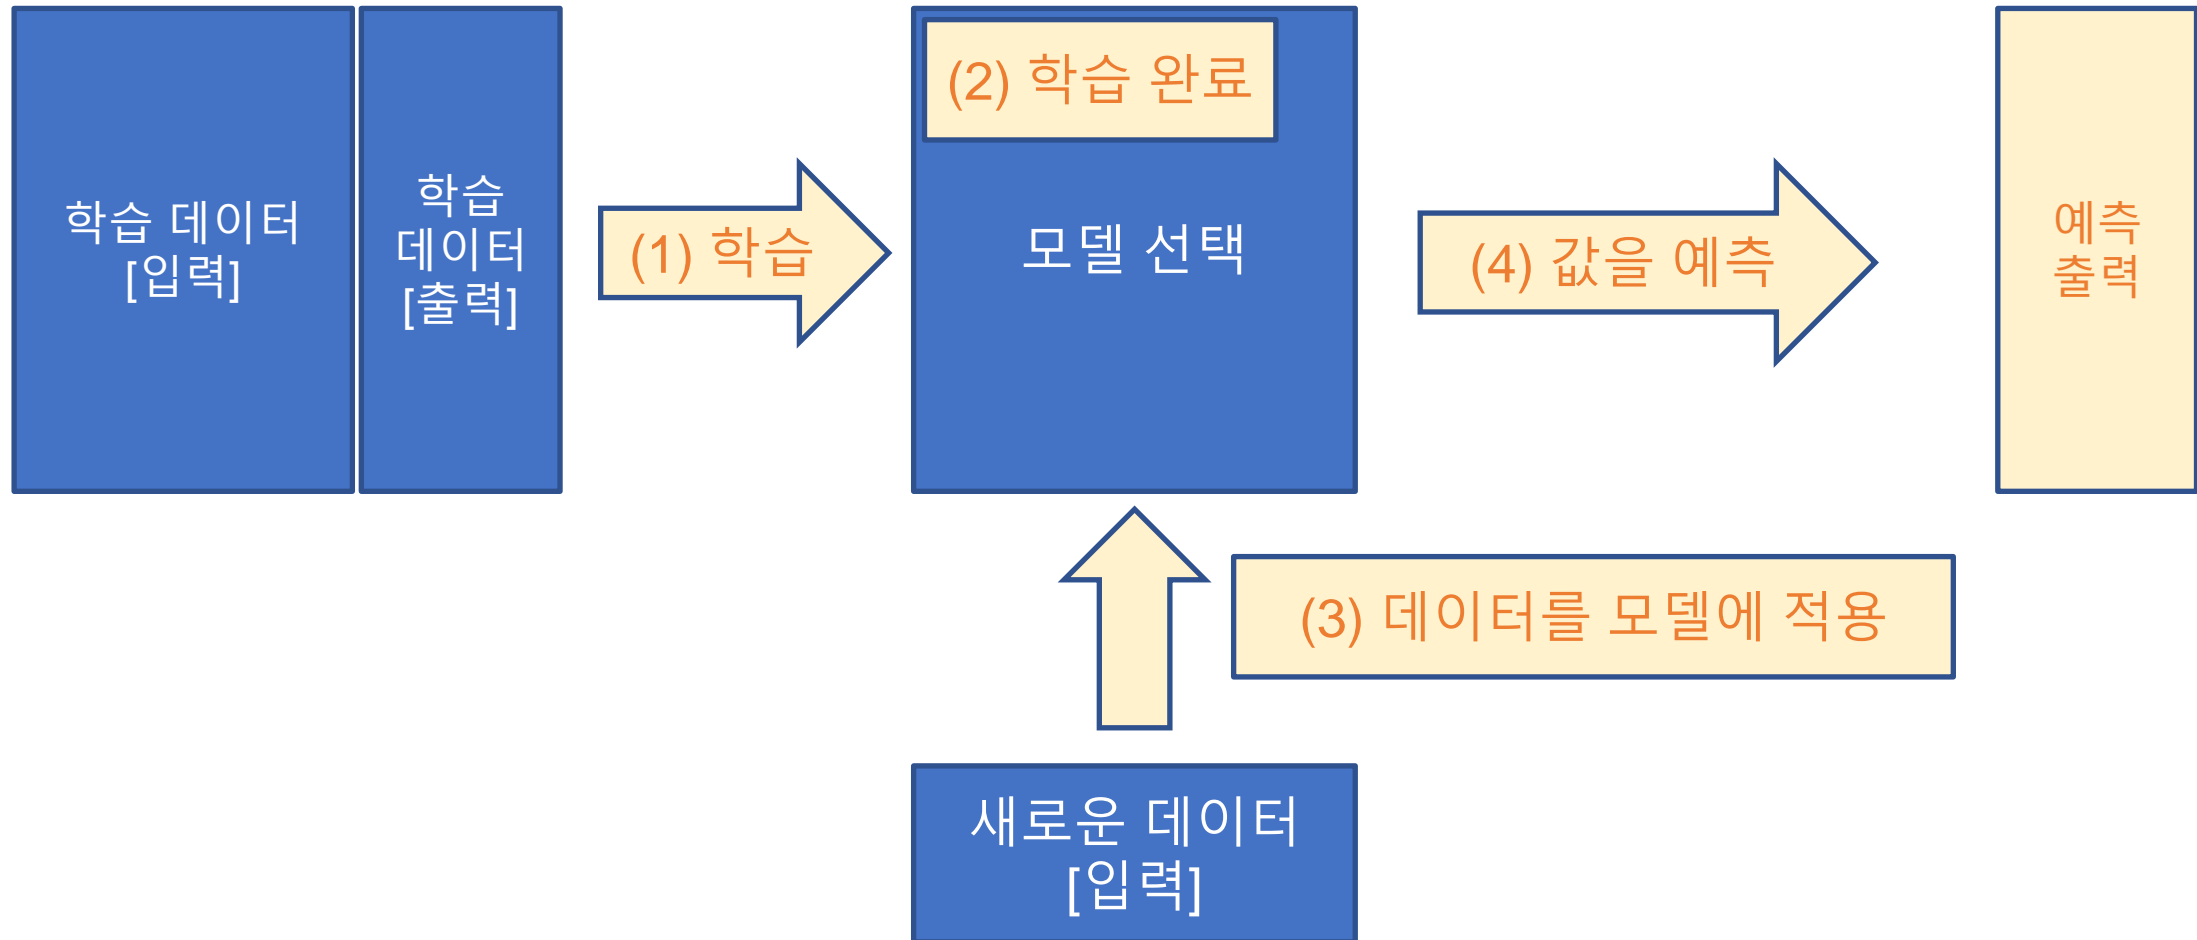 학습 데이터
[입력]
학습
데이터
[출력]
(1) 학습
(2) 학습 완료
모델 선택
(4) 값을 예측
예측
출력
(3) 데이터를 모델에 적용
새로운 데이터
[입력]